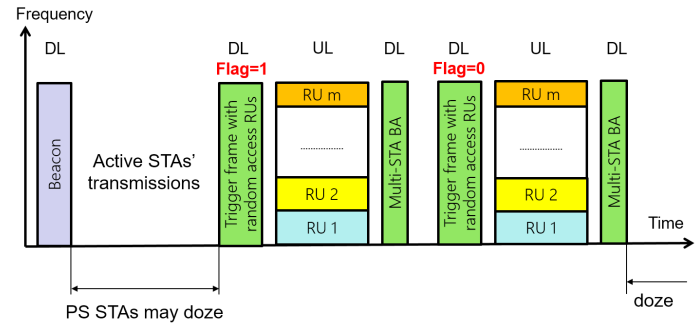 Frequency
DL DL UL DL DL UL DL
Flag=1 Flag=0
Beacon
Active STAs'
transmissions
Trigger frame with
random access RUs
RU m
....................
RU 2
RU 1
Multi-STA BA
Trigger frame with
random access RUs
RU m
....................
RU 2
RU 1
Multi-STA BA
Time
PS STAs may doze
doze